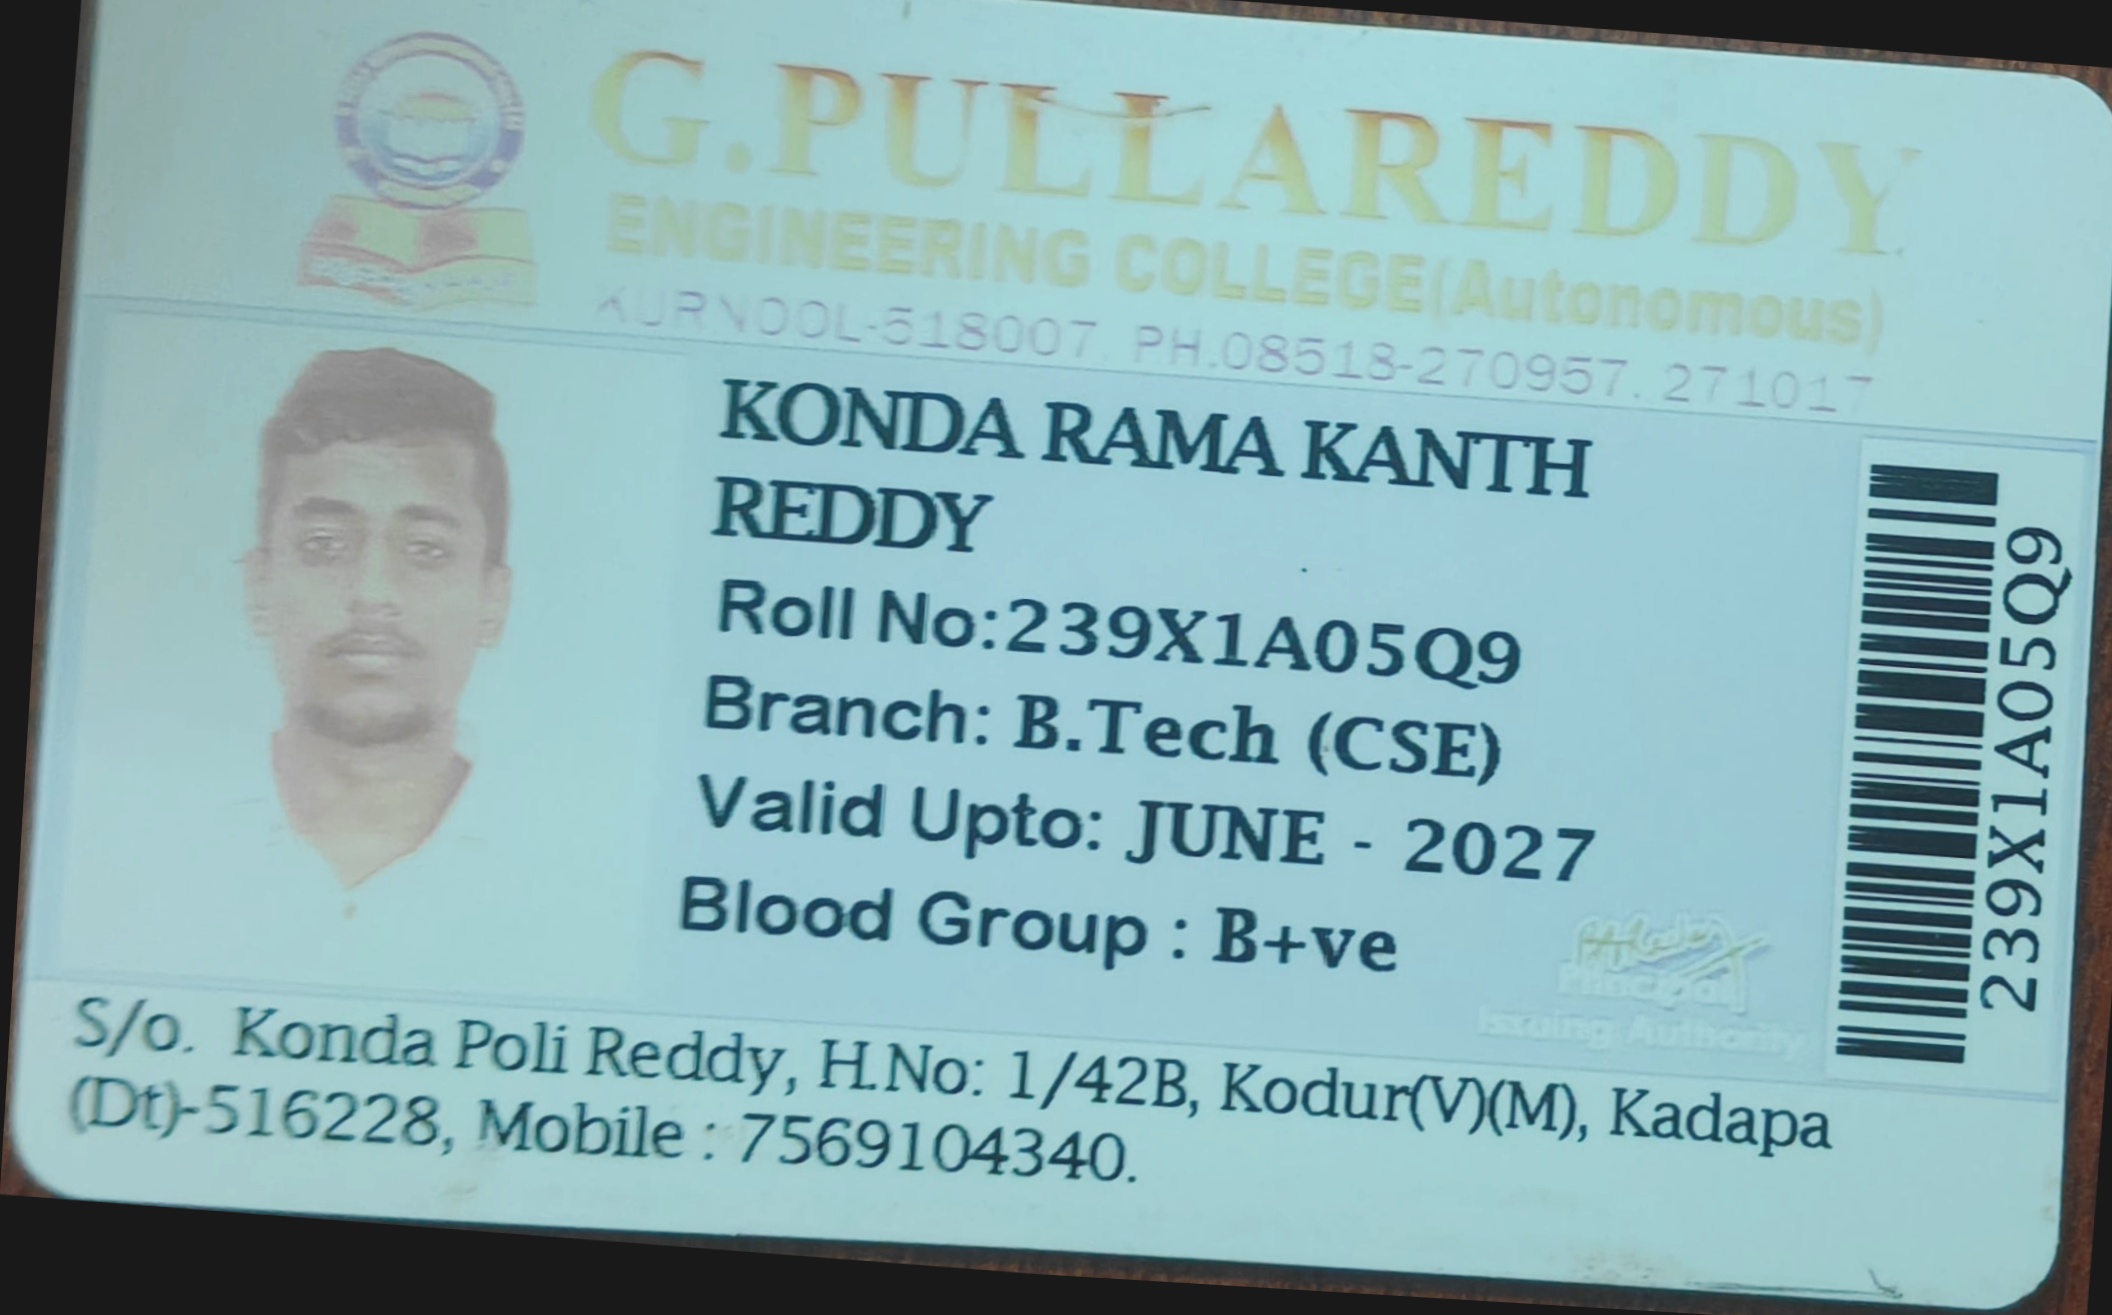 G.PULLAREDDY
ENGINEERING COLLEGE(Autonomous)
KURNOOL-518007. PH.08518-270957. 271017
KONDA RAMA KANTH
REDDY
Roll No:239X1A05Q9
Branch: B.Tech (CSE)
Valid Upto: JUNE - 2027
Blood Group : B+ve
Principal
Issuing Authority
239X1A05Q9
S/o. Konda Poli Reddy, H.No: 1/42B, Kodur(V)(M), Kadapa
(Dt)-516228, Mobile : 7569104340.